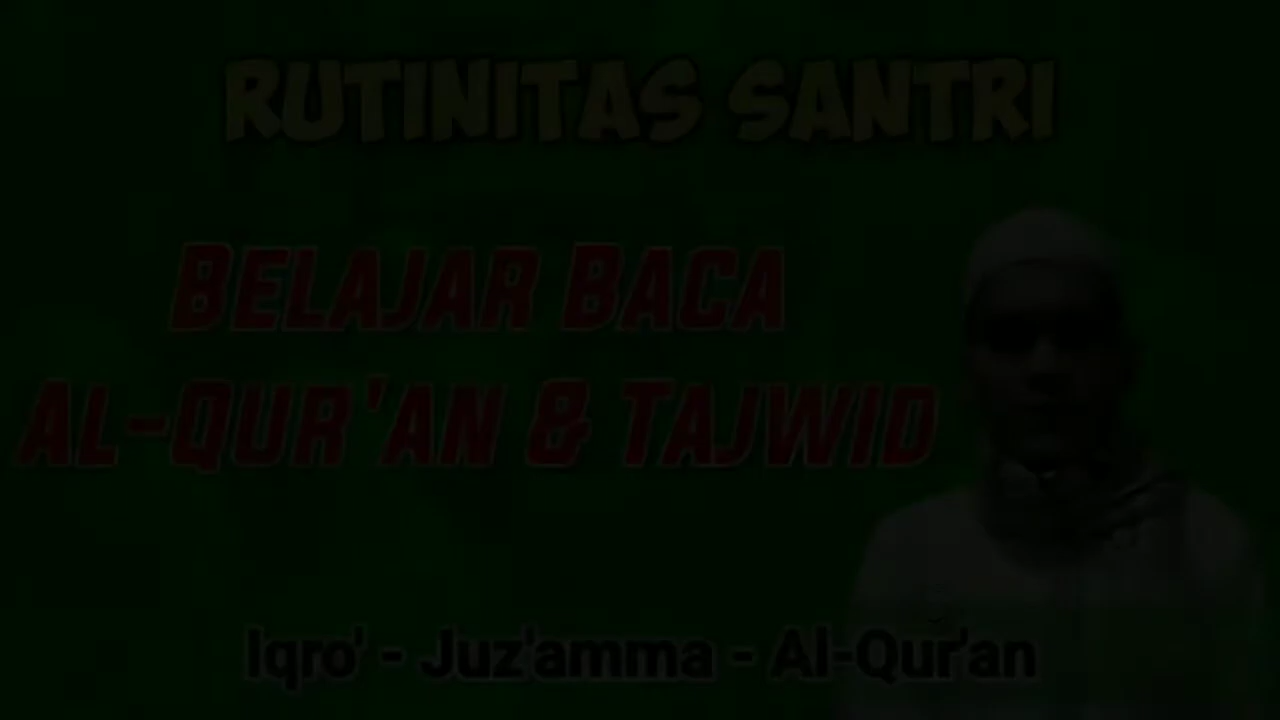 RUTINITAS SANTRI
BELAJAR BACA
AL-QUR'AN & TAJWID
Iqro' - Juz'amma - Al-Qur'an